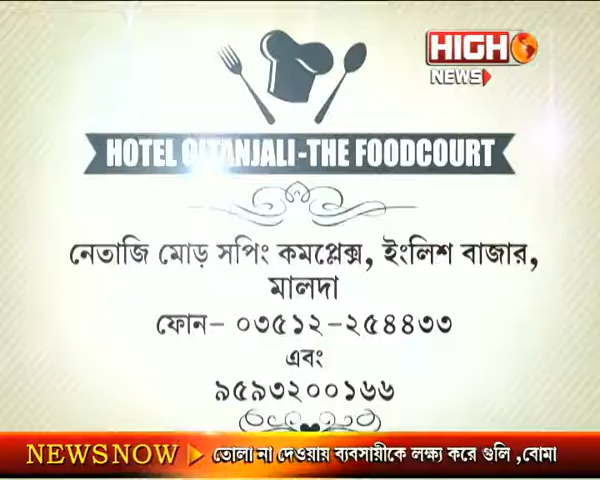 HIGH
NEWS
HOTEL GITANJALI-THE FOODCOURT
নেতাজি মোড় সপিং কমপ্লেক্স, ইংলিশ বাজার,
মালদা
ফোন- ০৩৫১২-২৫৪৪৩৩
এবং
৯৫৯৩২০০১৬৬
NEWSNOW তোলা না দেওয়ায় ব্যবসায়ীকে লক্ষ্য করে গুলি ,বোমা